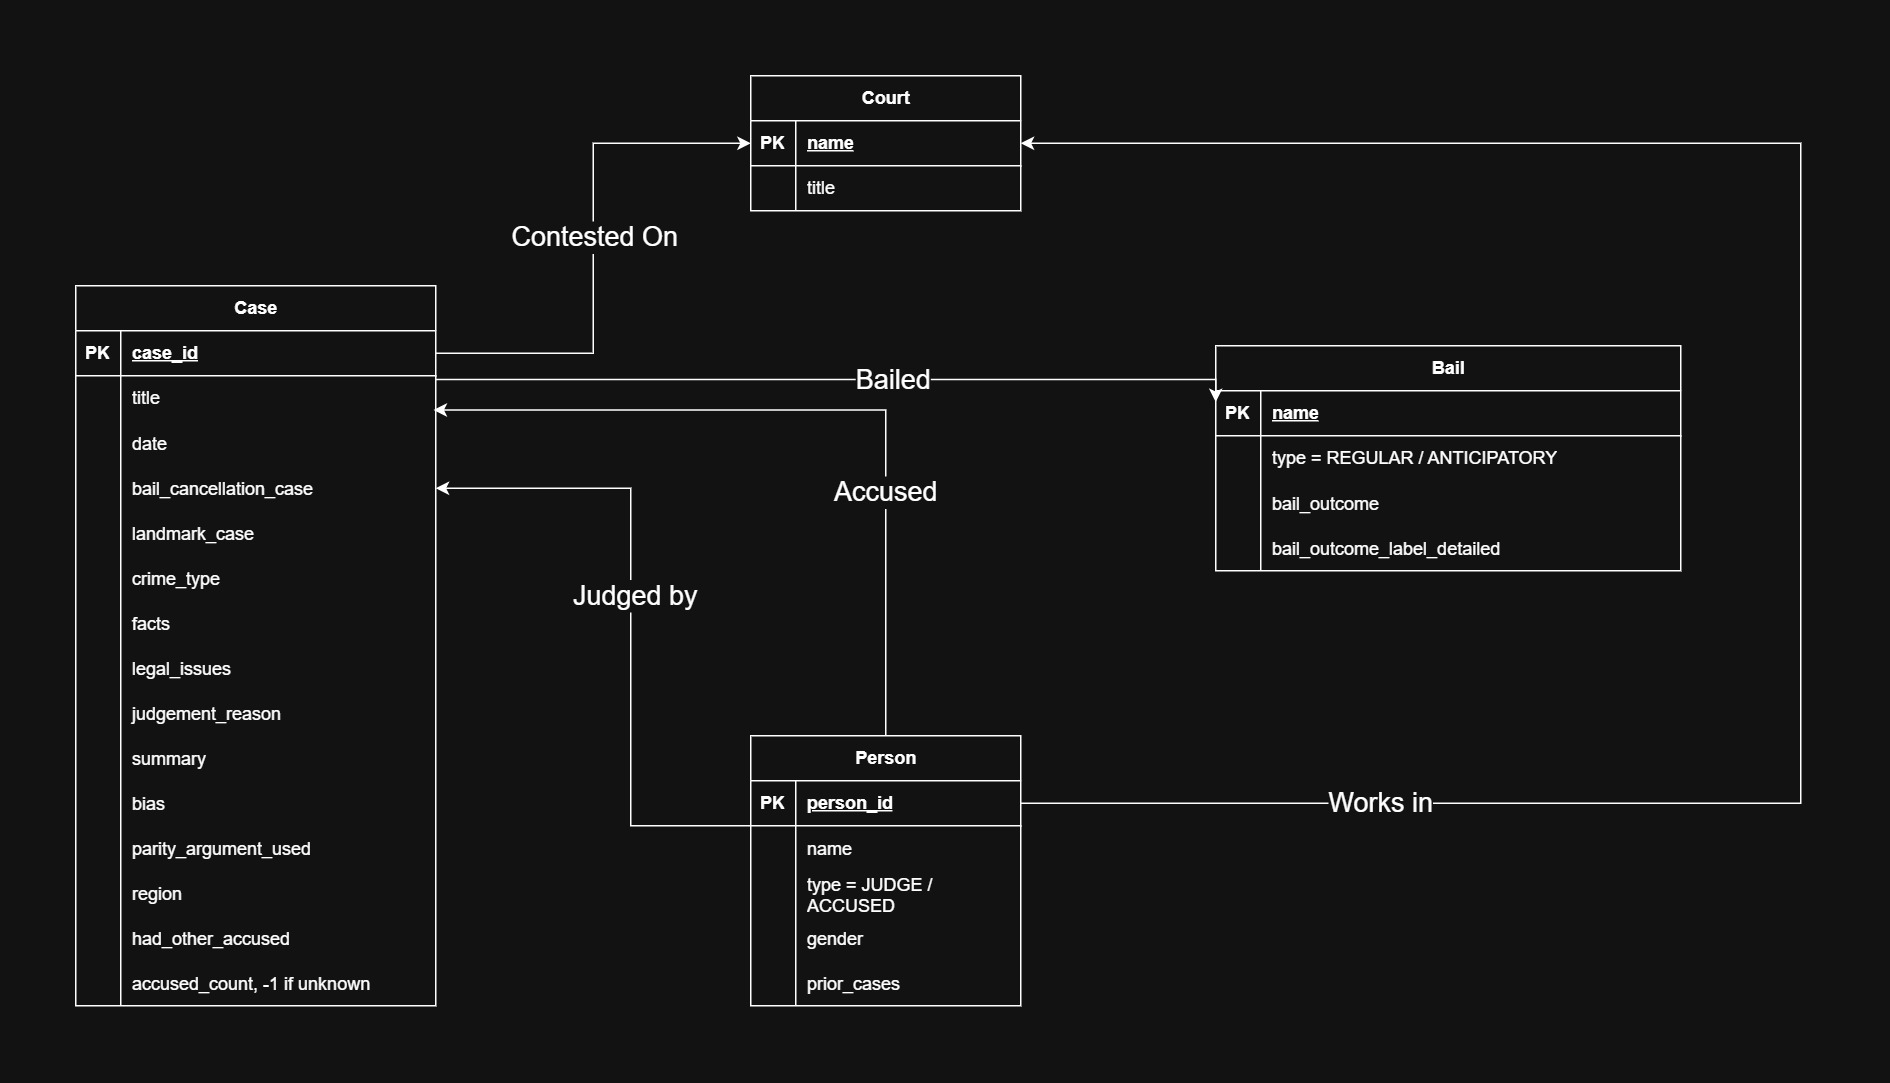 Court
PK name
title
Contested On
Case
PK case_id
title
date
bail_cancellation_case
landmark_case
crime_type
facts
legal_issues
judgement_reason
summary
bias
parity_argument_used
region
had_other_accused
accused_count, -1 if unknown
Bailed
Bail
PK name
type = REGULAR / ANTICIPATORY
bail_outcome
bail_outcome_label_detailed
Accused
Judged by
Person
PK person_id
name
type = JUDGE /
ACCUSED
gender
prior_cases
Works in